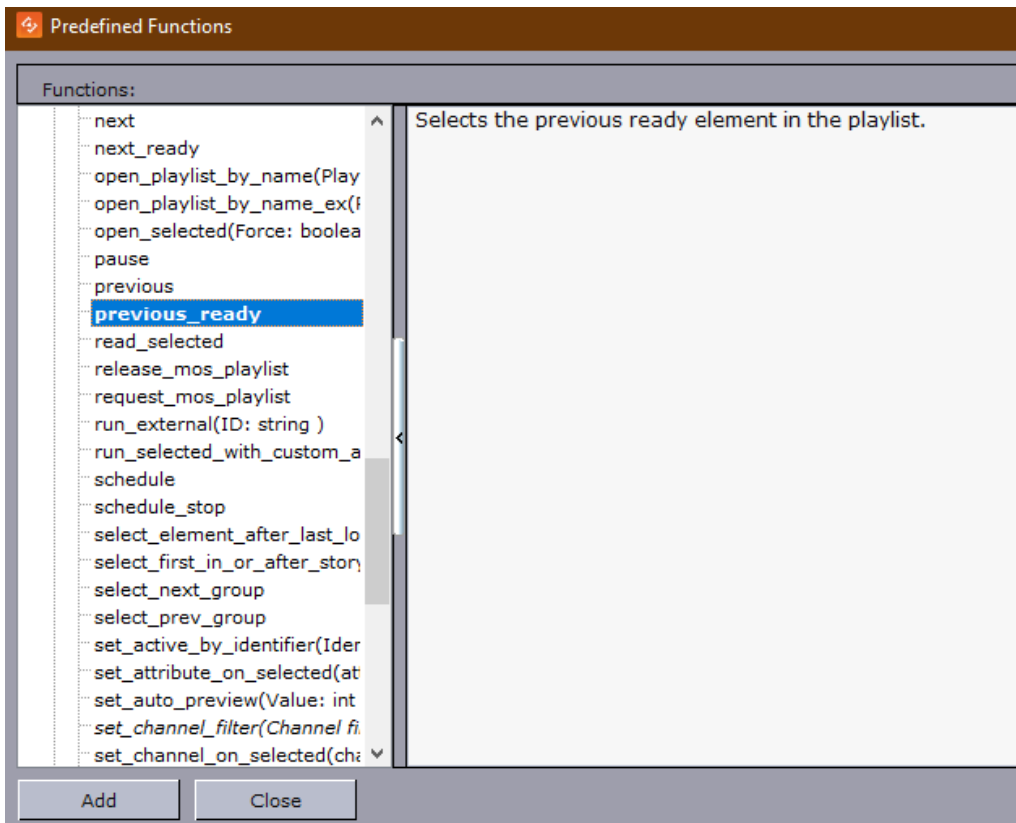 Predefined Functions
Functions:
next
next_ready
open_playlist_by_name(Play
open_playlist_by_name_ex(
open_selected(Force: boolea
pause
previous
previous_ready
read_selected
release_mos_playlist
request_mos_playlist
run_external(ID: string )
run_selected_with_custom_a
schedule
schedule_stop
select_element_after_last_lo
select_first_in_or_after_story
select_next_group
select_prev_group
set_active_by_identifier(Ider
set_attribute_on_selected(at
set_auto_preview(Value: int
set_channel_filter(Channel fi
set_channel_on_selected(cha
Selects the previous ready element in the playlist.
Add
Close